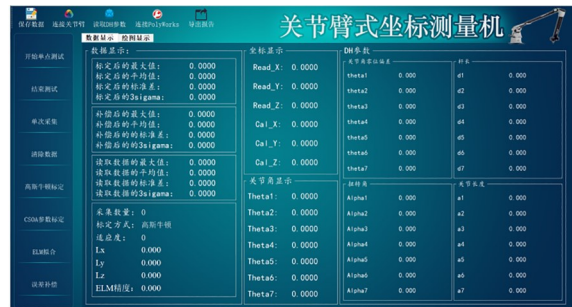 关节臂式坐标测量机
保存数据 连接关节臂 读取DH参数 连接PolyWorks 导出报告
数据显示 绘图显示
开始单点测试
结束测试
单次采集
清除数据
高斯牛顿标定
CSOA参数标定
ELM拟合
误差补偿
数据显示:
标定后的最大值: 0.0000
标定后的平均值: 0.0000
标定后的标准差: 0.0000
标定后的3sigama: 0.0000
补偿后的最大值: 0.0000
补偿后的平均值: 0.0000
补偿后的的标准差: 0.0000
补偿后的的3sigama: 0.0000
读取数据的最大值: 0.0000
读取数据的平均值: 0.0000
读取数据的标准差: 0.0000
读取数据的3sigama: 0.0000
采集数量: 0
标定方式: 高斯牛顿
适应度: 0
Lx 0.000
Ly 0.000
Lz 0.000
ELM精度: 0.000
坐标显示
Read_X: 0.0000
Read_Y: 0.0000
Read_Z: 0.0000
Cal_X: 0.0000
Cal_Y: 0.0000
Cal_Z: 0.0000
关节角显示
Theta1: 0.0000
Theta2: 0.0000
Theta3: 0.0000
Theta4: 0.0000
Theta5: 0.0000
Theta6: 0.0000
Theta7: 0.0000
DH参数
关节角零位偏差
theta1 0.000
theta2 0.000
theta3 0.000
theta4 0.000
theta5 0.000
theta6 0.000
theta7 0.000
杆长
d1 0.000
d2 0.000
d3 0.000
d4 0.000
d5 0.000
d6 0.000
d7 0.000
扭转角
Alpha1 0.000
Alpha2 0.000
Alpha3 0.000
Alpha4 0.000
Alpha5 0.000
Alpha6 0.000
Alpha7 0.000
关节长度
a1 0.000
a2 0.000
a3 0.000
a4 0.000
a5 0.000
a6 0.000
a7 0.000